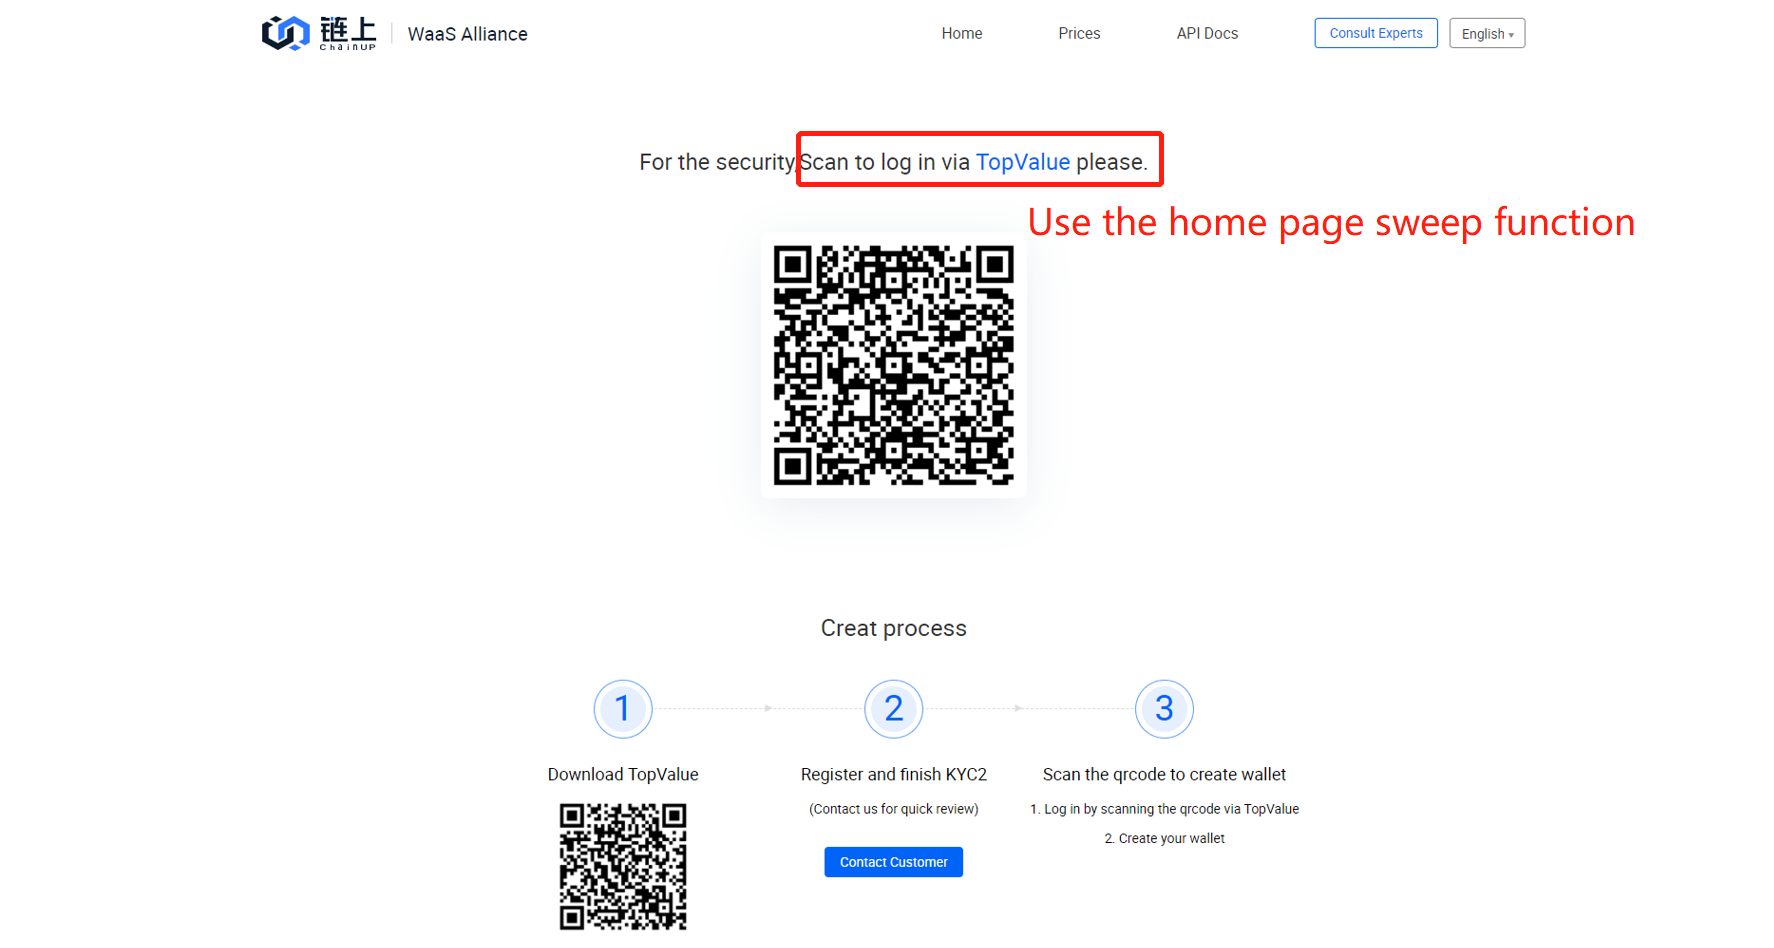 链上
ChainUP
WaaS Alliance
Home
Prices
API Docs
Consult Experts
English
For the security,Scan to log in via TopValue please.
Use the home page sweep function
Creat process
1
2
3
Download TopValue
Register and finish KYC2
(Contact us for quick review)
Contact Customer
Scan the qrcode to create wallet
1. Log in by scanning the qrcode via TopValue
2. Create your wallet